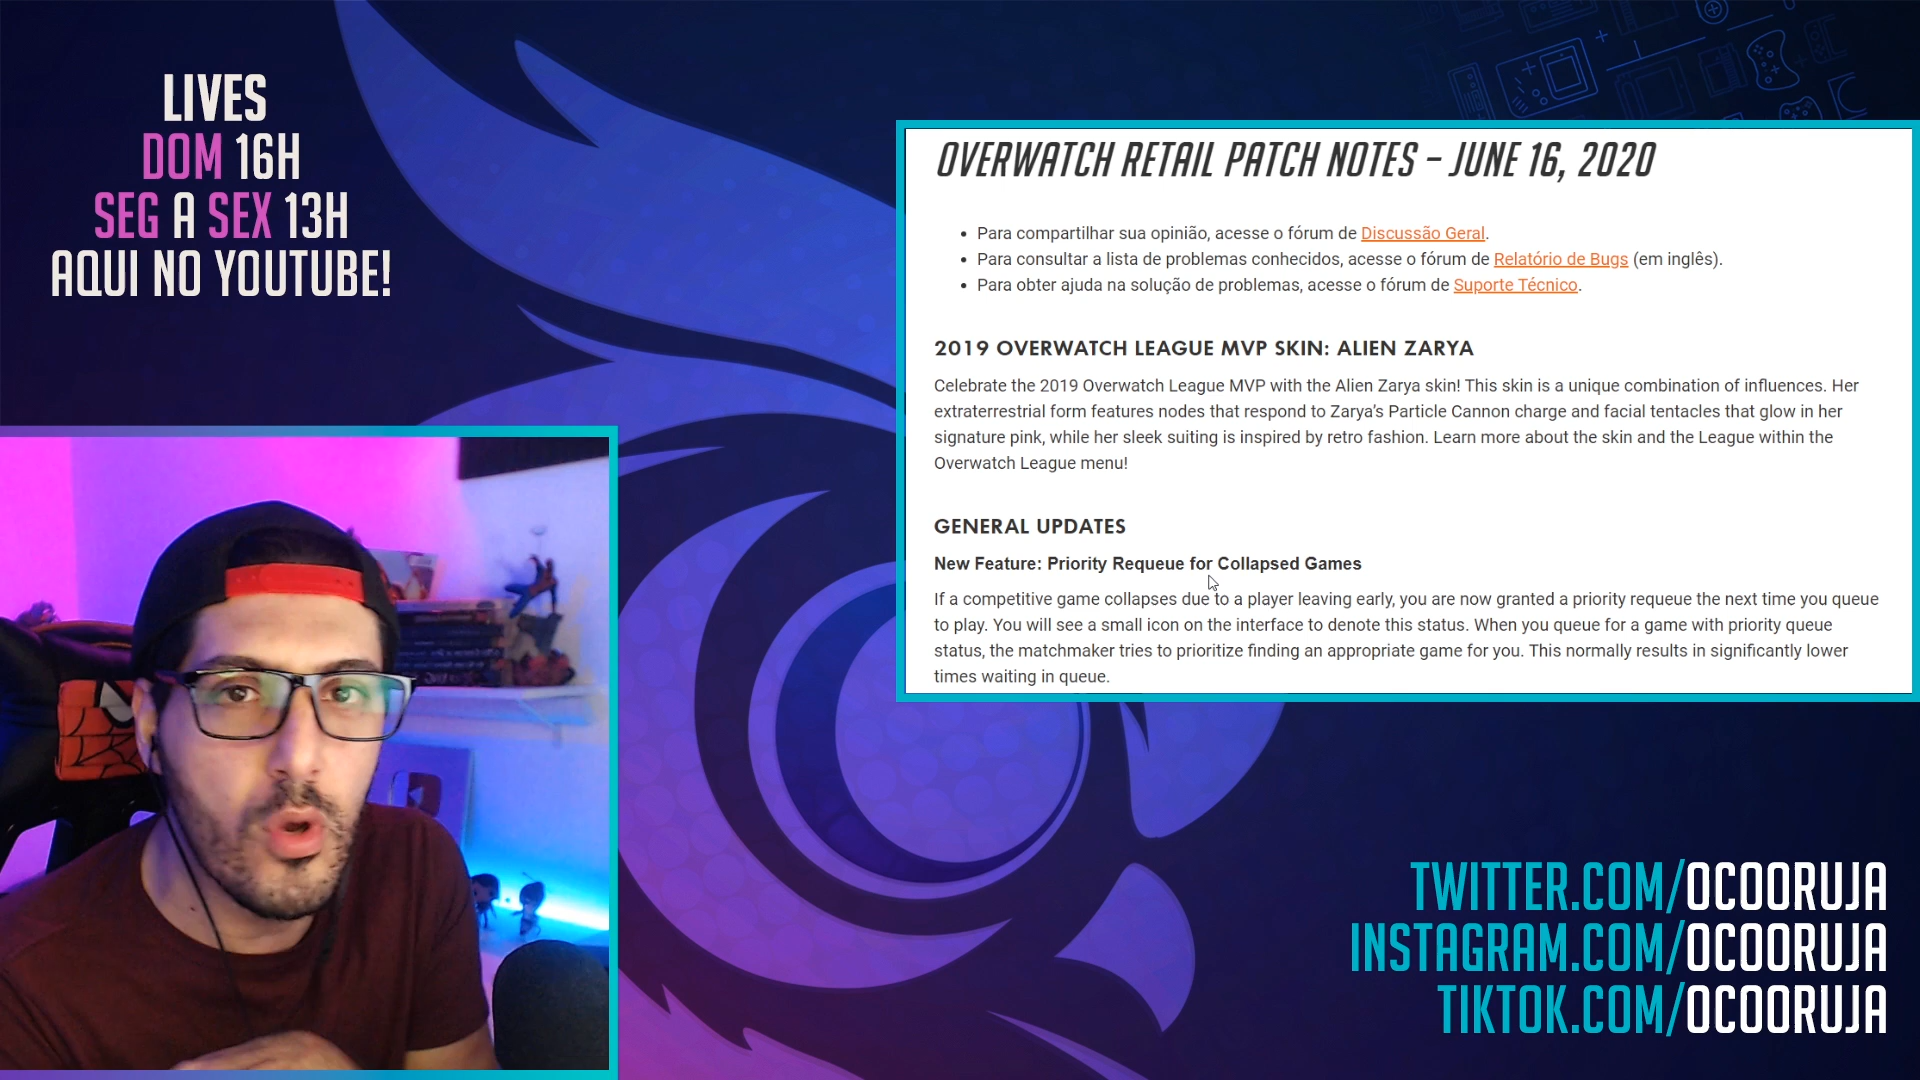 LIVES
DOM 16H
SEG A SEX 13H
AQUI NO YOUTUBE!
OVERWATCH RETAIL PATCH NOTES – JUNE 16, 2020
• Para compartilhar sua opinião, acesse o fórum de Discussão Geral.
• Para consultar a lista de problemas conhecidos, acesse o fórum de Relatório de Bugs (em inglês).
• Para obter ajuda na solução de problemas, acesse o fórum de Suporte Técnico.
2019 OVERWATCH LEAGUE MVP SKIN: ALIEN ZARYA
Celebrate the 2019 Overwatch League MVP with the Alien Zarya skin! This skin is a unique combination of influences. Her
extraterrestrial form features nodes that respond to Zarya's Particle Cannon charge and facial tentacles that glow in her
signature pink, while her sleek suiting is inspired by retro fashion. Learn more about the skin and the League within the
Overwatch League menu!
GENERAL UPDATES
New Feature: Priority Requeue for Collapsed Games
If a competitive game collapses due to a player leaving early, you are now granted a priority requeue the next time you queue
to play. You will see a small icon on the interface to denote this status. When you queue for a game with priority queue
status, the matchmaker tries to prioritize finding an appropriate game for you. This normally results in significantly lower
times waiting in queue.
TWITTER.COM/OCOORUJA
INSTAGRAM.COM/OCOORUJA
TIKTOK.COM/OCOORUJA